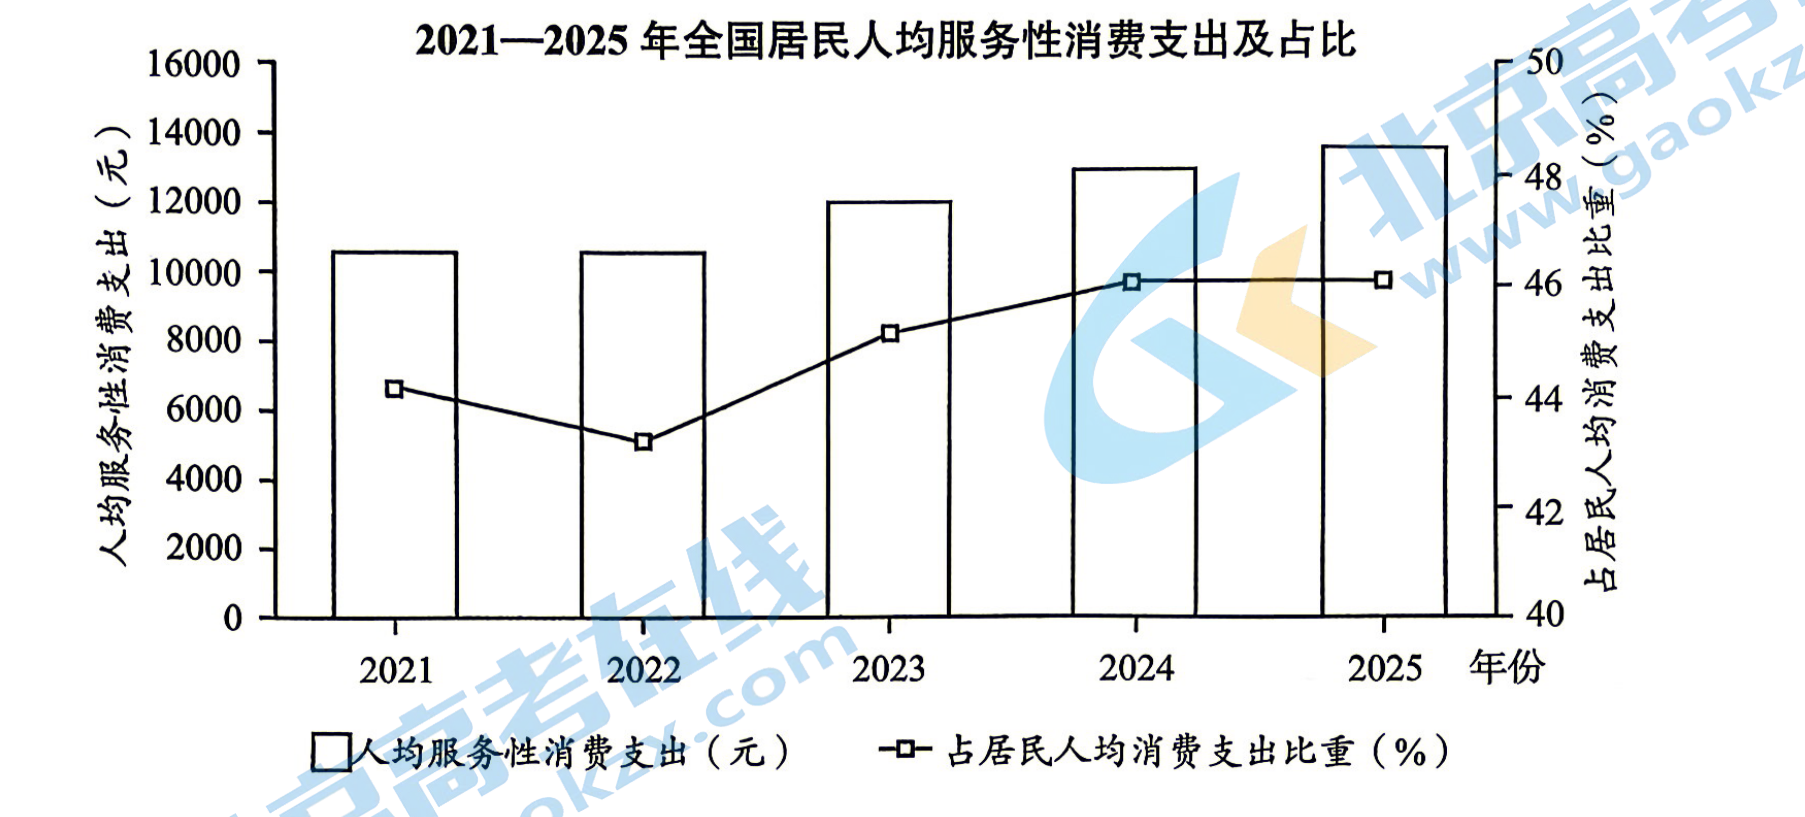 2021—2025 年全国居民人均服务性消费支出及占比
人均服务性消费支出（元）
16000
14000
12000
10000
8000
6000
4000
2000
0
50
48
46
44
42
40
占居民人均消费支出比重（%）
2021 2022 2023 2024 2025 年份
人均服务性消费支出（元） 占居民人均消费支出比重（%）
北京高考
www.gaokz
京高考在线
okzx.com